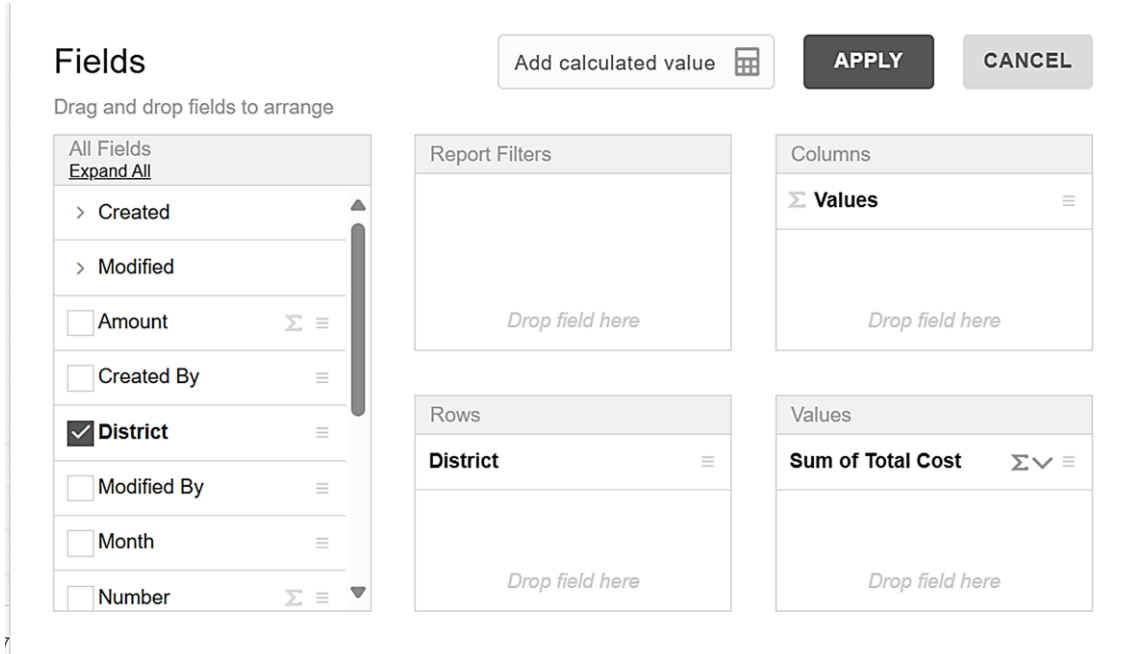 Fields
Add calculated value
APPLY
CANCEL
Drag and drop fields to arrange
All Fields
Expand All
Created
Modified
Amount Σ
Created By
District
Modified By
Month
Number Σ
Report Filters
Drop field here
Columns
Σ Values
Drop field here
Rows
District
Drop field here
Values
Sum of Total Cost Σ
Drop field here